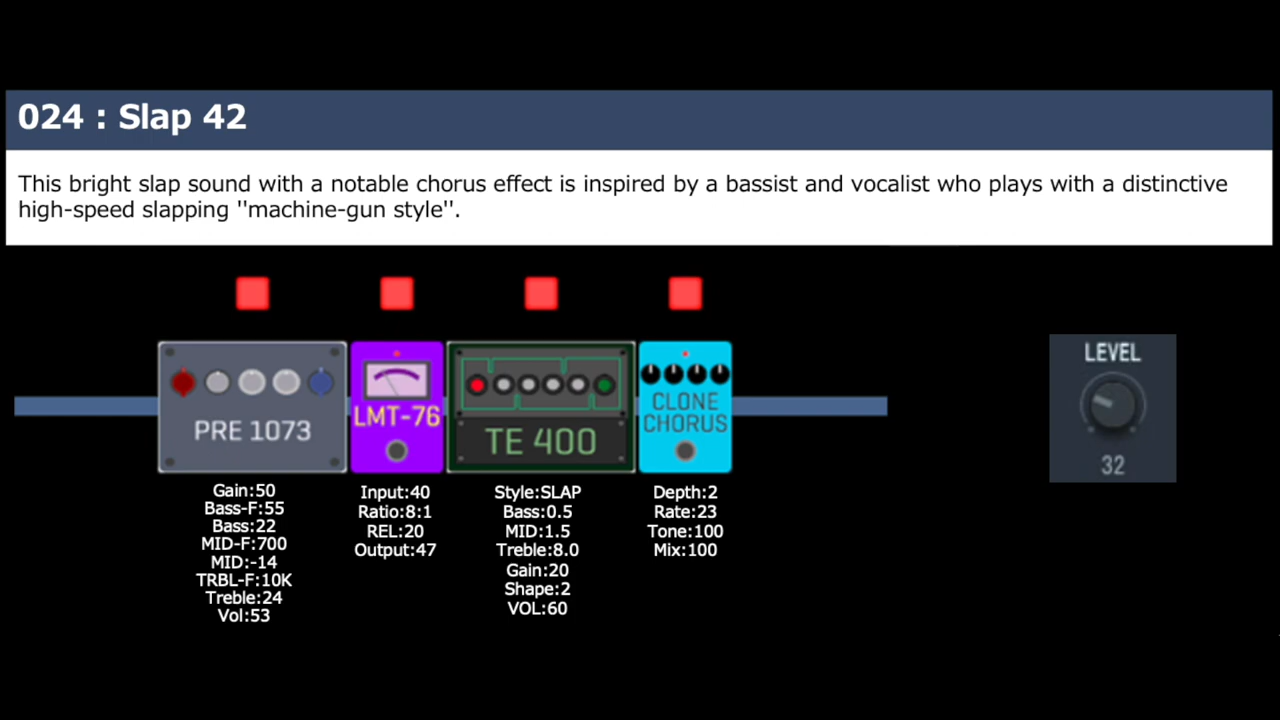 024 : Slap 42
This bright slap sound with a notable chorus effect is inspired by a bassist and vocalist who plays with a distinctive
high-speed slapping ''machine-gun style''.
LEVEL
32
PRE 1073
LMT-76
TE 400
CLONE
CHORUS
Gain:50
Bass-F:55
Bass:22
MID-F:700
MID:-14
TRBL-F:10K
Treble:24
Vol:53
Input:40
Ratio:8:1
REL:20
Output:47
Style:SLAP
Bass:0.5
MID:1.5
Treble:8.0
Gain:20
Shape:2
VOL:60
Depth:2
Rate:23
Tone:100
Mix:100